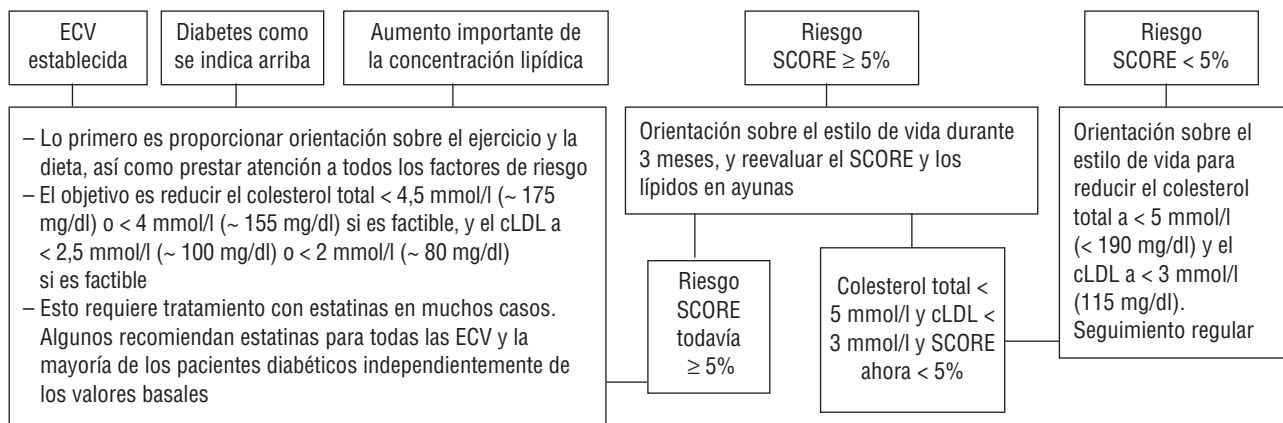 ECV
establecida
Diabetes como
se indica arriba
Aumento importante de
la concentración lipídica
Riesgo
SCORE ≥ 5%
Riesgo
SCORE < 5%
– Lo primero es proporcionar orientación sobre el ejercicio y la
dieta, así como prestar atención a todos los factores de riesgo
– El objetivo es reducir el colesterol total < 4,5 mmol/l (~ 175
mg/dl) o < 4 mmol/l (~ 155 mg/dl) si es factible, y el cLDL a
< 2,5 mmol/l (~ 100 mg/dl) o < 2 mmol/l (~ 80 mg/dl)
si es factible
– Esto requiere tratamiento con estatinas en muchos casos.
Algunos recomiendan estatinas para todas las ECV y la
mayoría de los pacientes diabéticos independientemente de
los valores basales
Orientación sobre el estilo de vida durante
3 meses, y reevaluar el SCORE y los
lípidos en ayunas
Riesgo
SCORE
todavía
≥ 5%
Colesterol total <
5 mmol/l y cLDL <
3 mmol/l y SCORE
ahora < 5%
Orientación sobre el
estilo de vida para
reducir el colesterol
total a < 5 mmol/l
(< 190 mg/dl) y el
cLDL a < 3 mmol/l
(115 mg/dl).
Seguimiento regular